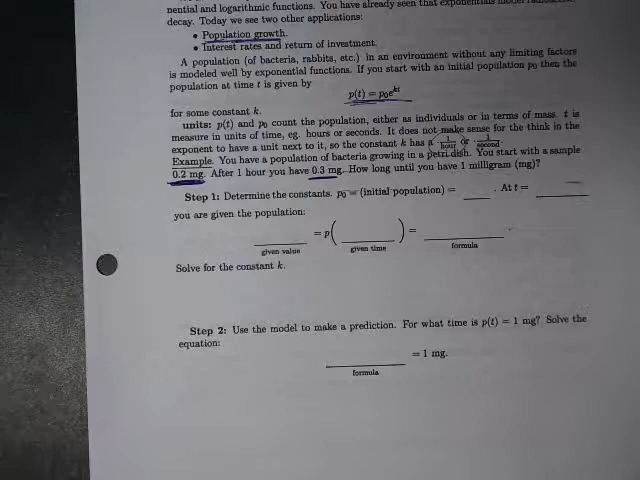 nential and logarithmic functions. You have already seen that exponentials model
decay. Today we see two other applications:
• Population growth.
• Interest rates and return of investment.
A population (of bacteria, rabbits, etc.) in an environment without any limiting factors
is modeled well by exponential functions. If you start with an initial population p₀ then the
population at time t is given by
p(t) = p₀eᵏᵗ
for some constant k.
units: p(t) and p₀ count the population, either as individuals or in terms of mass. t is
measure in units of time, eg. hours or seconds. It does not make sense for the think in the
exponent to have a unit next to it, so the constant k has a 1/hour or 1/second.
Example. You have a population of bacteria growing in a petri dish. You start with a sample
0.2 mg. After 1 hour you have 0.3 mg. How long until you have 1 milligram (mg)?
Step 1: Determine the constants. p₀ = (initial population) = ____ . At t = ____
you are given the population:
____ = p( ____ ) = ____
given value given time formula
Solve for the constant k.
Step 2: Use the model to make a prediction. For what time is p(t) = 1 mg? Solve the
equation:
____ = 1 mg.
formula